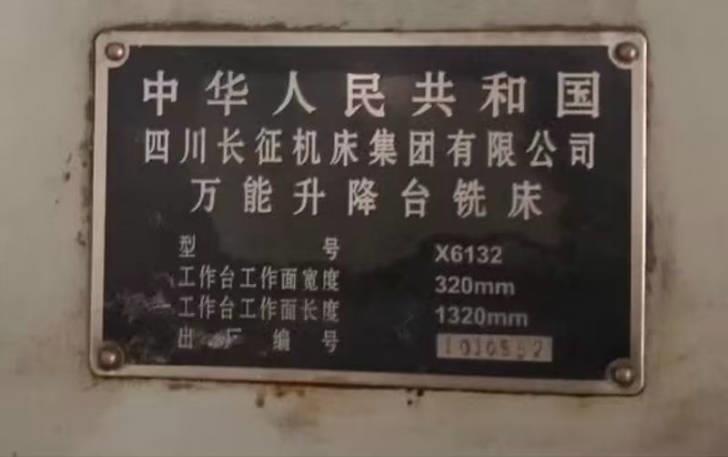 中华人民共和国
四川长征机床集团有限公司
万能升降台铣床
型号 X6132
工作台工作面宽度 320mm
工作台工作面长度 1320mm
出厂编号